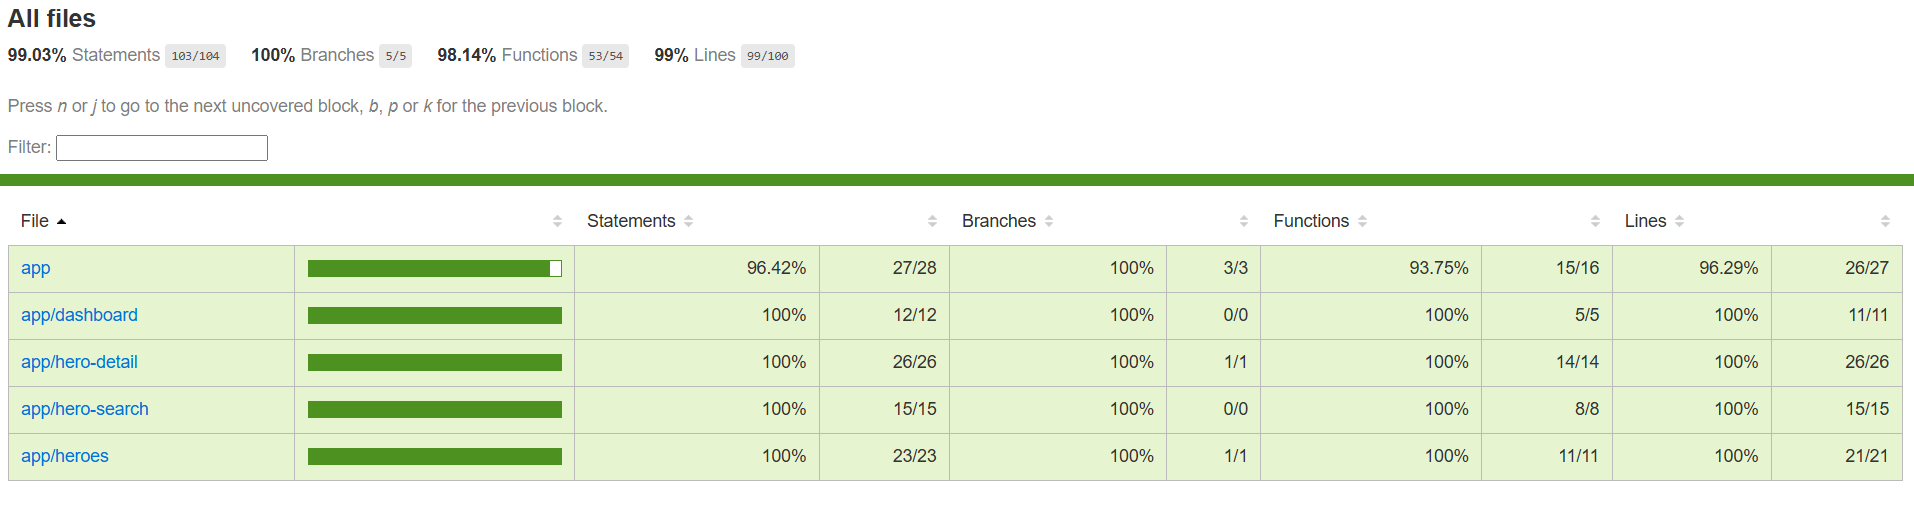 All files
99.03% Statements 103/104 100% Branches 5/5 98.14% Functions 53/54 99% Lines 99/100
Press n or j to go to the next uncovered block, b, p or k for the previous block.
Filter:
File Statements Branches Functions Lines
app 96.42% 27/28 100% 3/3 93.75% 15/16 96.29% 26/27
app/dashboard 100% 12/12 100% 0/0 100% 5/5 100% 11/11
app/hero-detail 100% 26/26 100% 1/1 100% 14/14 100% 26/26
app/hero-search 100% 15/15 100% 0/0 100% 8/8 100% 15/15
app/heroes 100% 23/23 100% 1/1 100% 11/11 100% 21/21